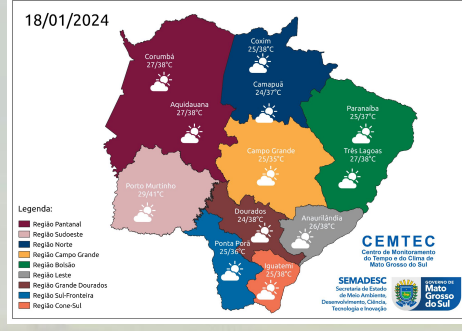 18/01/2024
Coxim
25/38°C
Corumbá
27/38°C
Camapuã
24/37°C
Aquidauana
27/38°C
Paranaíba
25/37°C
Campo Grande
25/35°C
Três Lagoas
27/38°C
Porto Murtinho
29/41°C
Dourados
24/38°C
Anaurilândia
26/38°C
Ponta Porã
25/36°C
Iguatemi
25/38°C
Legenda:
Região Pantanal
Região Sudoeste
Região Norte
Região Campo Grande
Região Bolsão
Região Leste
Região Grande Dourados
Região Sul-Fronteira
Região Cone-Sul
CEMTEC
Centro de Monitoramento
do Tempo e do Clima de
Mato Grosso do Sul
SEMADESC
Secretaria de Estado
de Meio Ambiente,
Desenvolvimento, Ciência,
Tecnologia e Inovação
GOVERNO DE
Mato
Grosso
do Sul